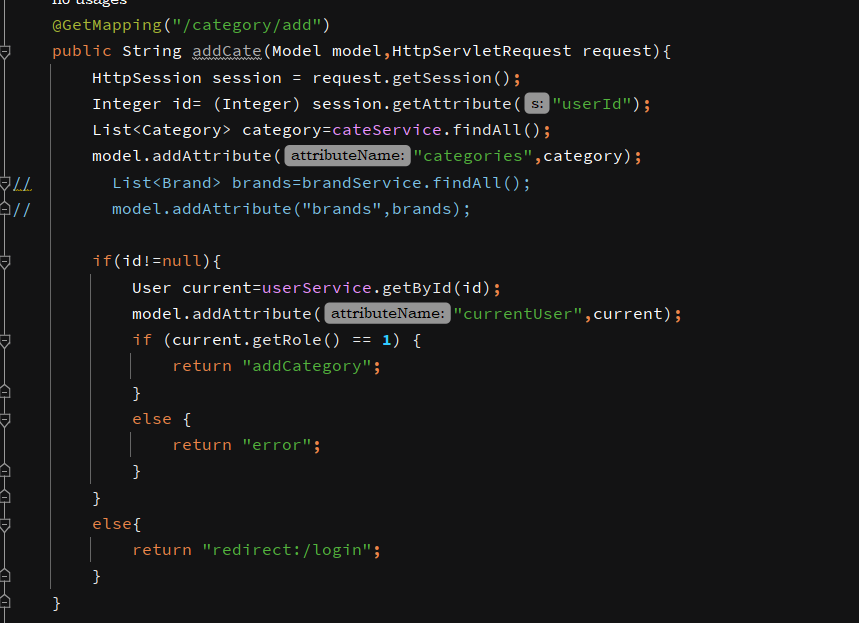 no usages
@GetMapping("/category/add")
public String addCate(Model model,HttpServletRequest request){
HttpSession session = request.getSession();
Integer id= (Integer) session.getAttribute( s: "userId");
List<Category> category=cateService.findAll();
model.addAttribute( attributeName: "categories",category);
// List<Brand> brands=brandService.findAll();
// model.addAttribute("brands",brands);
if(id!=null){
User current=userService.getById(id);
model.addAttribute( attributeName: "currentUser",current);
if (current.getRole() == 1) {
return "addCategory";
}
else {
return "error";
}
}
else{
return "redirect:/login";
}
}